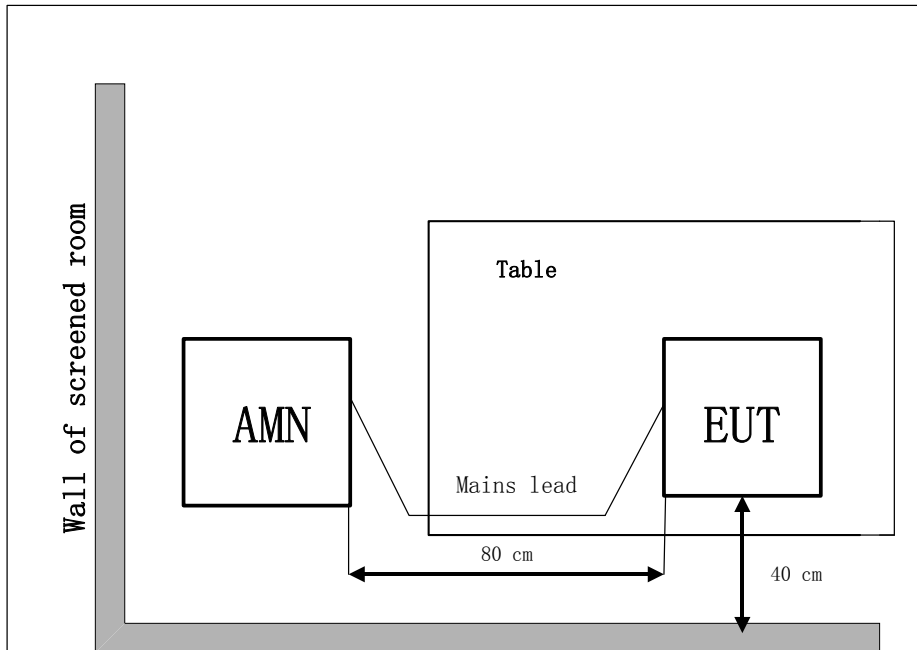 Wall of screened room
Table
AMN
EUT
Mains lead
80 cm
40 cm